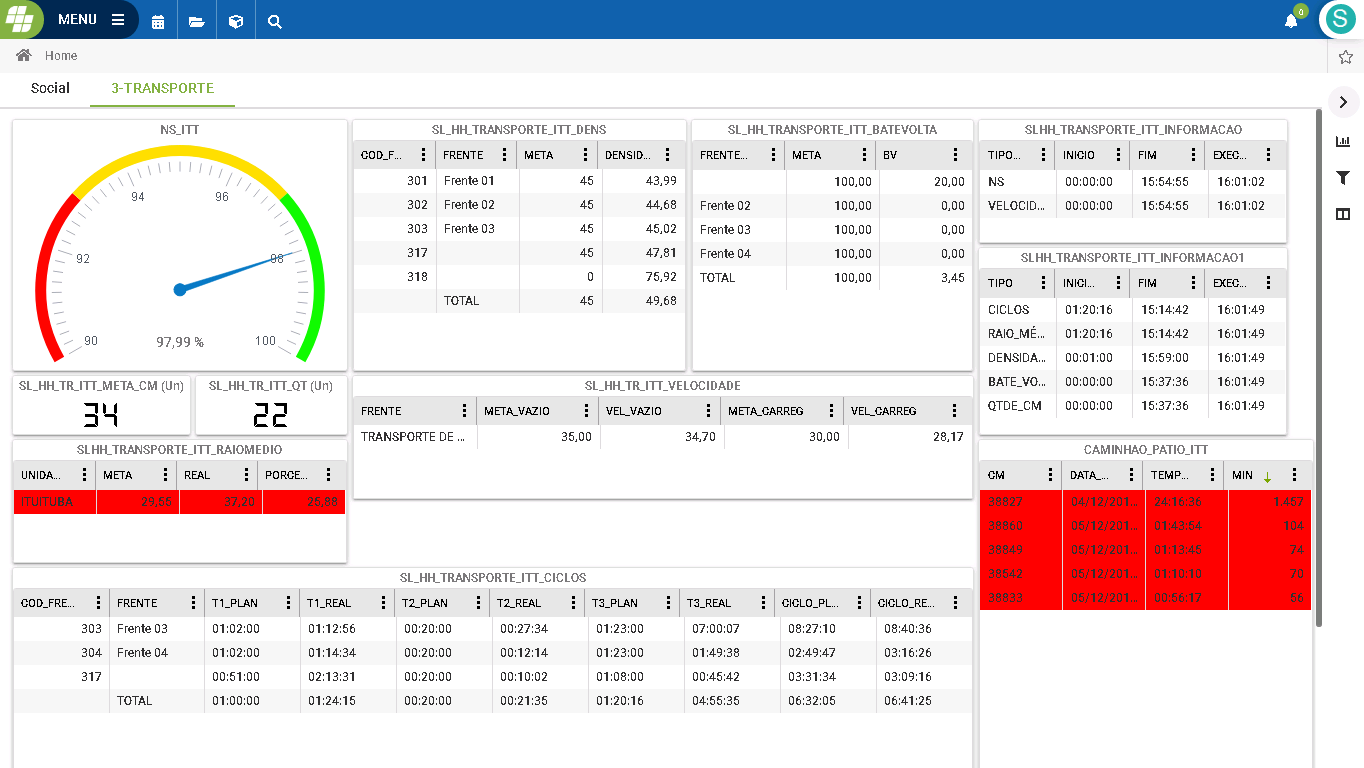 MENU
0
S
Home
Social 3-TRANSPORTE
NS_ITT
94 96
92 98
90 100
97,99 %
SL_HH_TR_ITT_META_CM (Un)
34
SL_HH_TR_ITT_QT (Un)
22
SLHH_TRANSPORTE_ITT_RAIOMEDIO
UNIDA... META REAL PORCE...
ITUITUBA 29,55 37,20 25,88
SL_HH_TRANSPORTE_ITT_DENS
COD_F... FRENTE META DENSID...
301 Frente 01 45 43,99
302 Frente 02 45 44,68
303 Frente 03 45 45,02
317 45 47,81
318 0 75,92
TOTAL 45 49,68
SL_HH_TRANSPORTE_ITT_BATEVOLTA
FRENTE... META BV
100,00 20,00
Frente 02 100,00 0,00
Frente 03 100,00 0,00
Frente 04 100,00 0,00
TOTAL 100,00 3,45
SL_HH_TR_ITT_VELOCIDADE
FRENTE META_VAZIO VEL_VAZIO META_CARREG VEL_CARREG
TRANSPORTE DE ... 35,00 34,70 30,00 28,17
SLHH_TRANSPORTE_ITT_INFORMACAO
TIPO... INICIO FIM EXEC...
NS 00:00:00 15:54:55 16:01:02
VELOCID... 00:00:00 15:54:55 16:01:02
SLHH_TRANSPORTE_ITT_INFORMACAO1
TIPO INICI... FIM EXEC...
CICLOS 01:20:16 15:14:42 16:01:49
RAIO_MÉ... 01:20:16 15:14:42 16:01:49
DENSIDA... 00:01:00 15:59:00 16:01:49
BATE_VO... 00:00:00 15:37:36 16:01:49
QTDE_CM 00:00:00 15:37:36 16:01:49
CAMINHAO_PATIO_ITT
CM DATA_... TEMP... MIN
38827 04/12/201... 24:16:36 1.457
38860 05/12/201... 01:43:54 104
38849 05/12/201... 01:13:45 74
38542 05/12/201... 01:10:10 70
38833 05/12/201... 00:56:17 56
SL_HH_TRANSPORTE_ITT_CICLOS
COD_FRE... FRENTE T1_PLAN T1_REAL T2_PLAN T2_REAL T3_PLAN T3_REAL CICLO_PL... CICLO_RE...
303 Frente 03 01:02:00 01:12:56 00:20:00 00:27:34 01:23:00 07:00:07 08:27:10 08:40:36
304 Frente 04 01:02:00 01:14:34 00:20:00 00:12:14 01:23:00 01:49:38 02:49:47 03:16:26
317 00:51:00 02:13:31 00:20:00 00:10:02 01:08:00 00:45:42 03:31:34 03:09:16
TOTAL 01:00:00 01:24:15 00:20:00 00:21:35 01:20:16 04:55:35 06:32:05 06:41:25